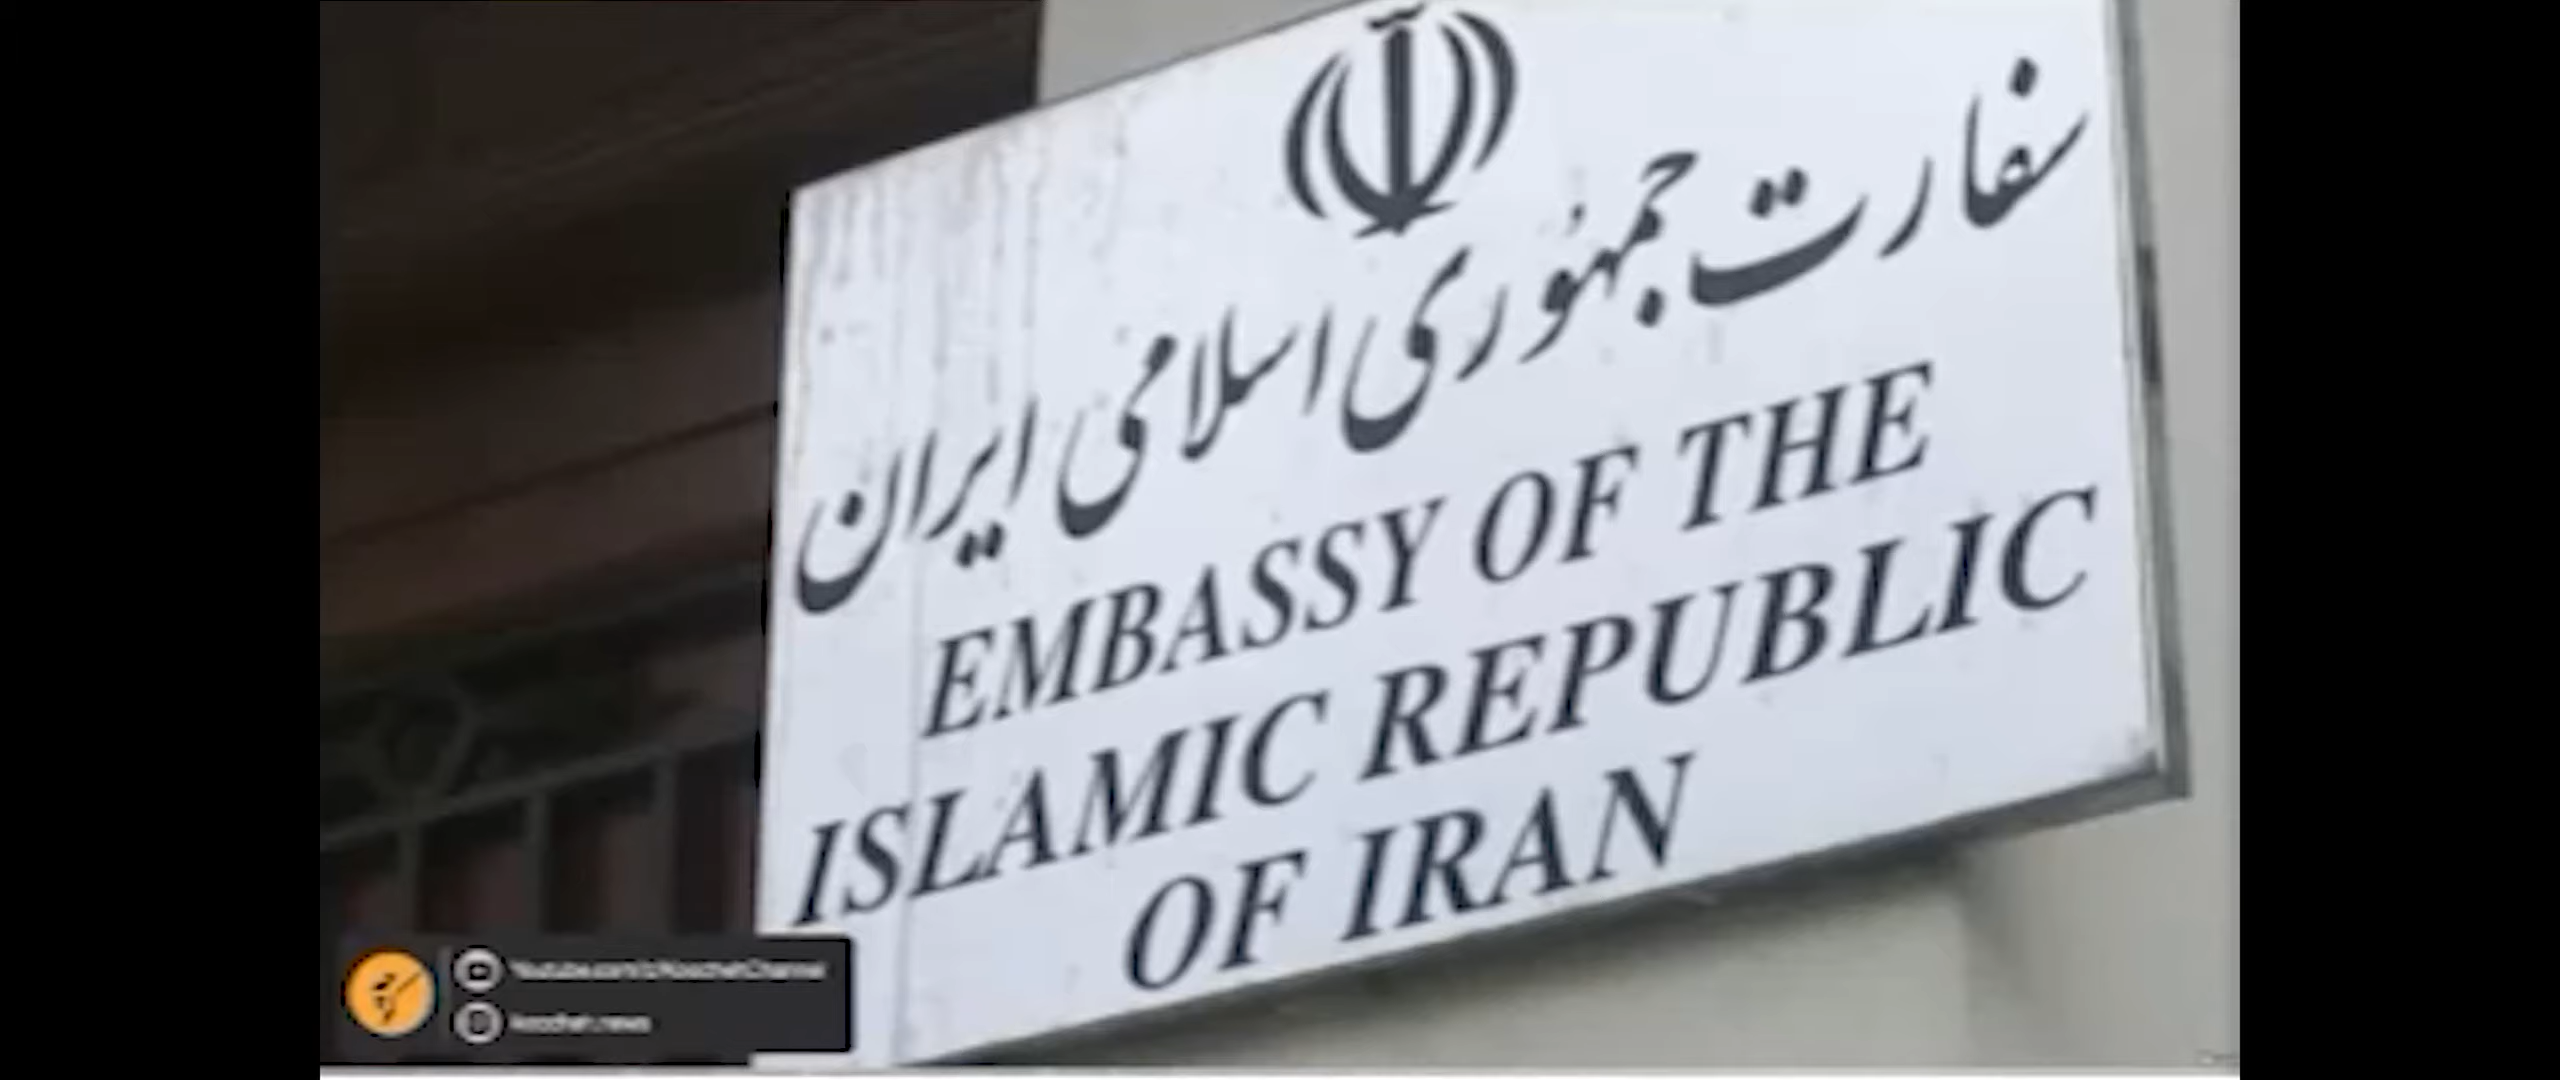 سفارت جمهوری اسلامی ایران
EMBASSY OF THE
ISLAMIC REPUBLIC
OF IRAN